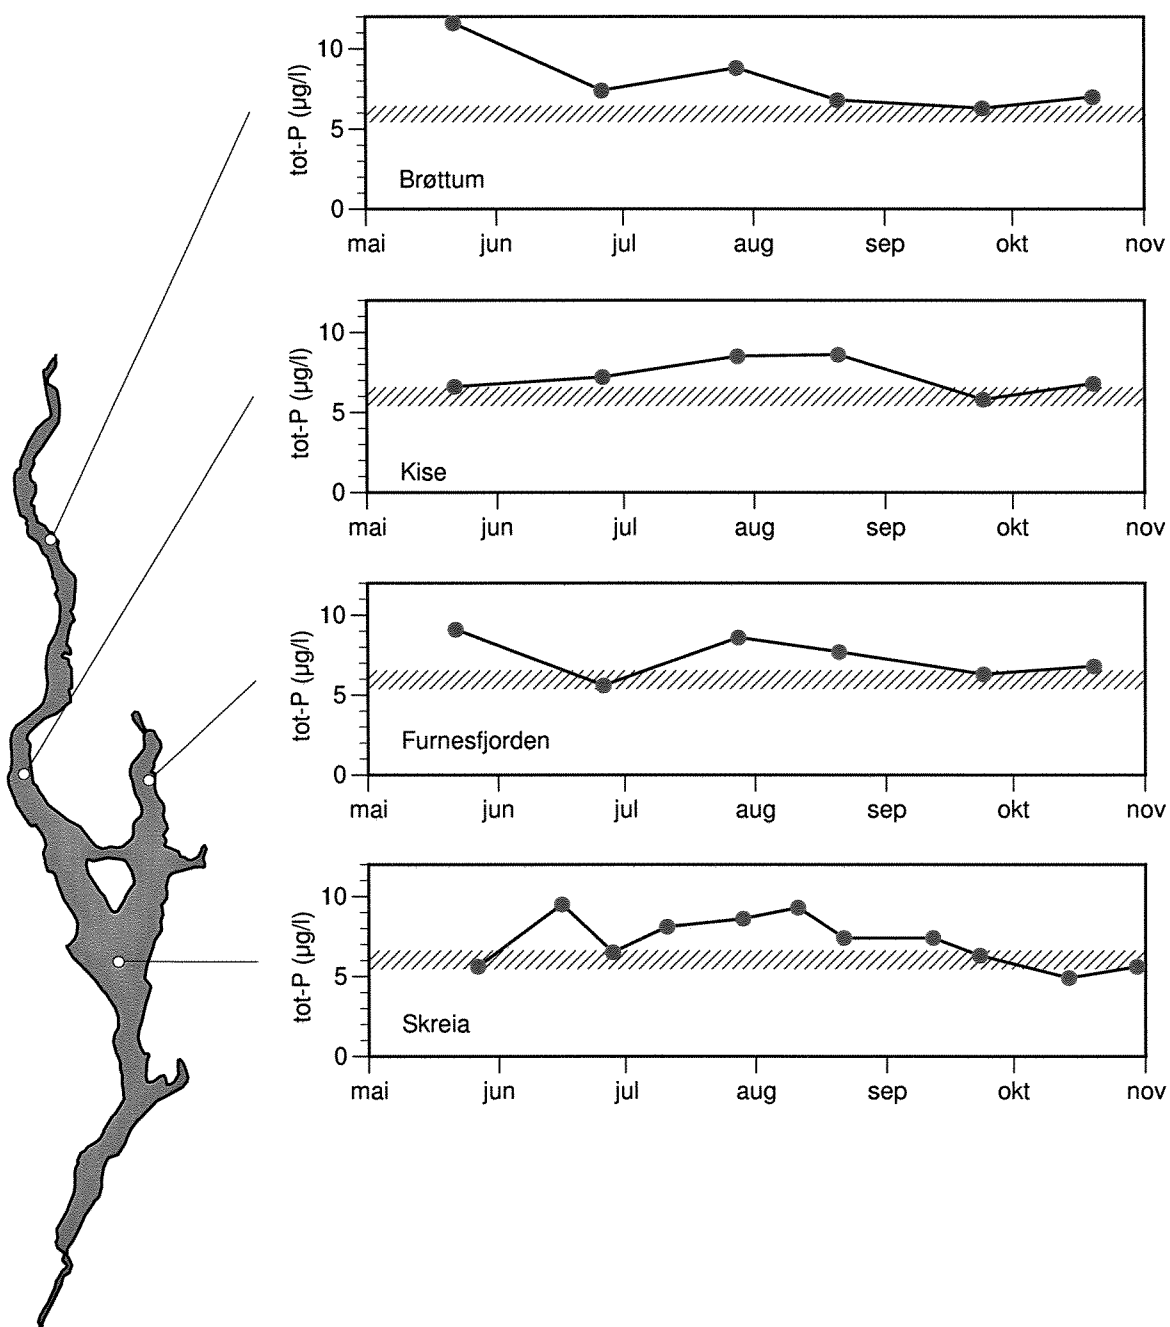 10
5
0
tot-P (µg/l)
Brøttum
mai jun jul aug sep okt nov
10
5
0
tot-P (µg/l)
Kise
mai jun jul aug sep okt nov
10
5
0
tot-P (µg/l)
Furnesfjorden
mai jun jul aug sep okt nov
10
5
0
tot-P (µg/l)
Skreia
mai jun jul aug sep okt nov